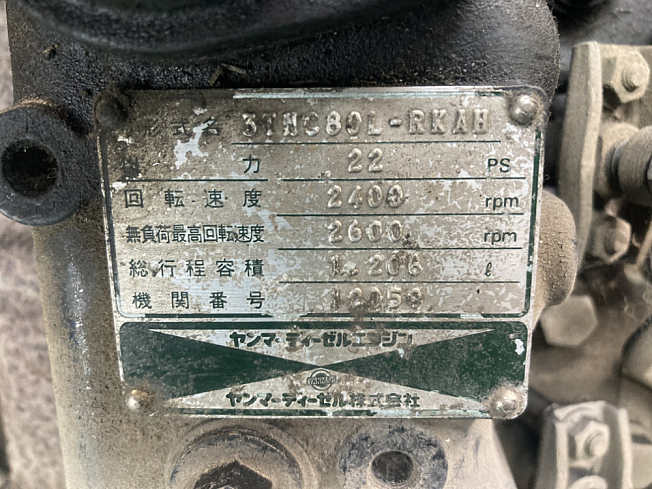 形式名 3TNC80L-RKAH
力 22 PS
回転速度 2400 rpm
無負荷最高回転速度 2600 rpm
総行程容積 1.206 ℓ
機関番号
ヤンマーディーゼルエンジン
YANMAR
ヤンマーディーゼル株式会社